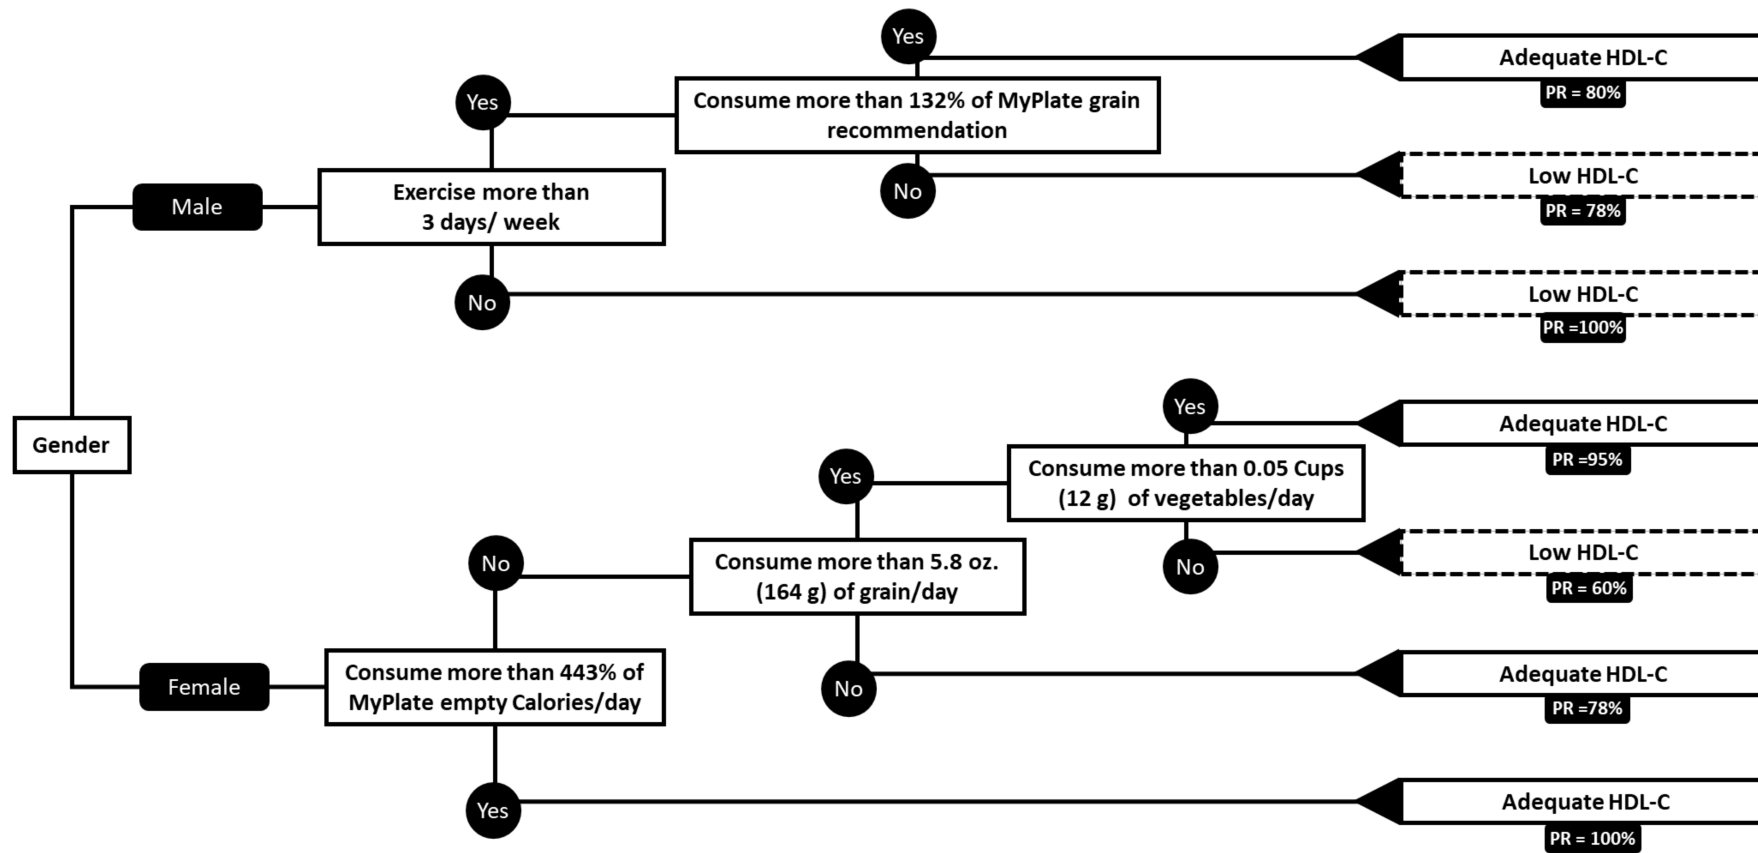 Yes
Adequate HDL-C
PR = 80%
Yes
Consume more than 132% of MyPlate grain
recommendation
No
Low HDL-C
PR = 78%
Male
Exercise more than
3 days/ week
No
Low HDL-C
PR =100%
Gender
Yes
Adequate HDL-C
PR =95%
Yes
Consume more than 0.05 Cups
(12 g)  of vegetables/day
No
Low HDL-C
PR = 60%
No
Consume more than 5.8 oz.
(164 g) of grain/day
No
Adequate HDL-C
PR =78%
Female
Consume more than 443% of
MyPlate empty Calories/day
Yes
Adequate HDL-C
PR = 100%